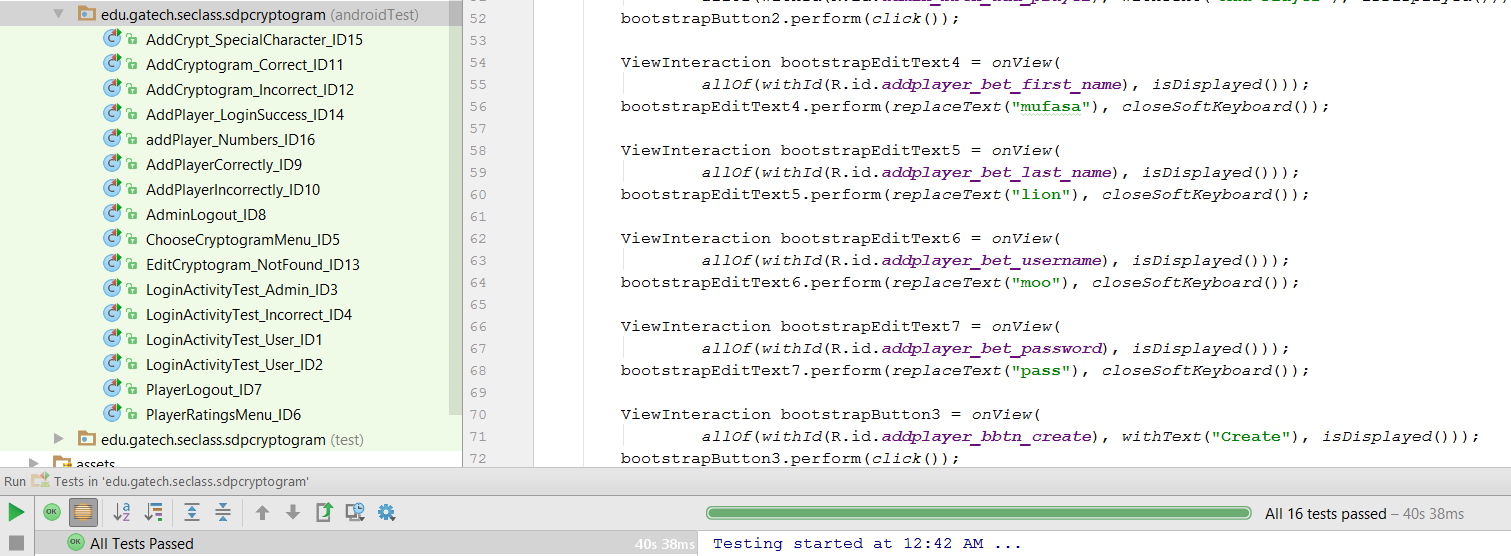 edu.gatech.seclass.sdpcryptogram (androidTest)
AddCrypt_SpecialCharacter_ID15
AddCryptogram_Correct_ID11
AddCryptogram_Incorrect_ID12
AddPlayer_LoginSuccess_ID14
addPlayer_Numbers_ID16
AddPlayerCorrectly_ID9
AddPlayerIncorrectly_ID10
AdminLogout_ID8
ChooseCryptogramMenu_ID5
EditCryptogram_NotFound_ID13
LoginActivityTest_Admin_ID3
LoginActivityTest_Incorrect_ID4
LoginActivityTest_User_ID1
LoginActivityTest_User_ID2
PlayerLogout_ID7
PlayerRatingsMenu_ID6
edu.gatech.seclass.sdpcryptogram (test)
assets
52 bootstrapButton2.perform(click());
53
54 ViewInteraction bootstrapEditText4 = onView(
55 allOf(withId(R.id.addplayer_bet_first_name), isDisplayed()));
56 bootstrapEditText4.perform(replaceText("mufasa"), closeSoftKeyboard());
57
58 ViewInteraction bootstrapEditText5 = onView(
59 allOf(withId(R.id.addplayer_bet_last_name), isDisplayed()));
60 bootstrapEditText5.perform(replaceText("lion"), closeSoftKeyboard());
61
62 ViewInteraction bootstrapEditText6 = onView(
63 allOf(withId(R.id.addplayer_bet_username), isDisplayed()));
64 bootstrapEditText6.perform(replaceText("moo"), closeSoftKeyboard());
65
66 ViewInteraction bootstrapEditText7 = onView(
67 allOf(withId(R.id.addplayer_bet_password), isDisplayed()));
68 bootstrapEditText7.perform(replaceText("pass"), closeSoftKeyboard());
69
70 ViewInteraction bootstrapButton3 = onView(
71 allOf(withId(R.id.addplayer_bbtn_create), withText("Create"), isDisplayed()));
72 bootstrapButton3.perform(click());
Run Tests in 'edu.gatech.seclass.sdpcryptogram'
All 16 tests passed – 40s 38ms
OK All Tests Passed 40s 38ms
Testing started at 12:42 AM ...